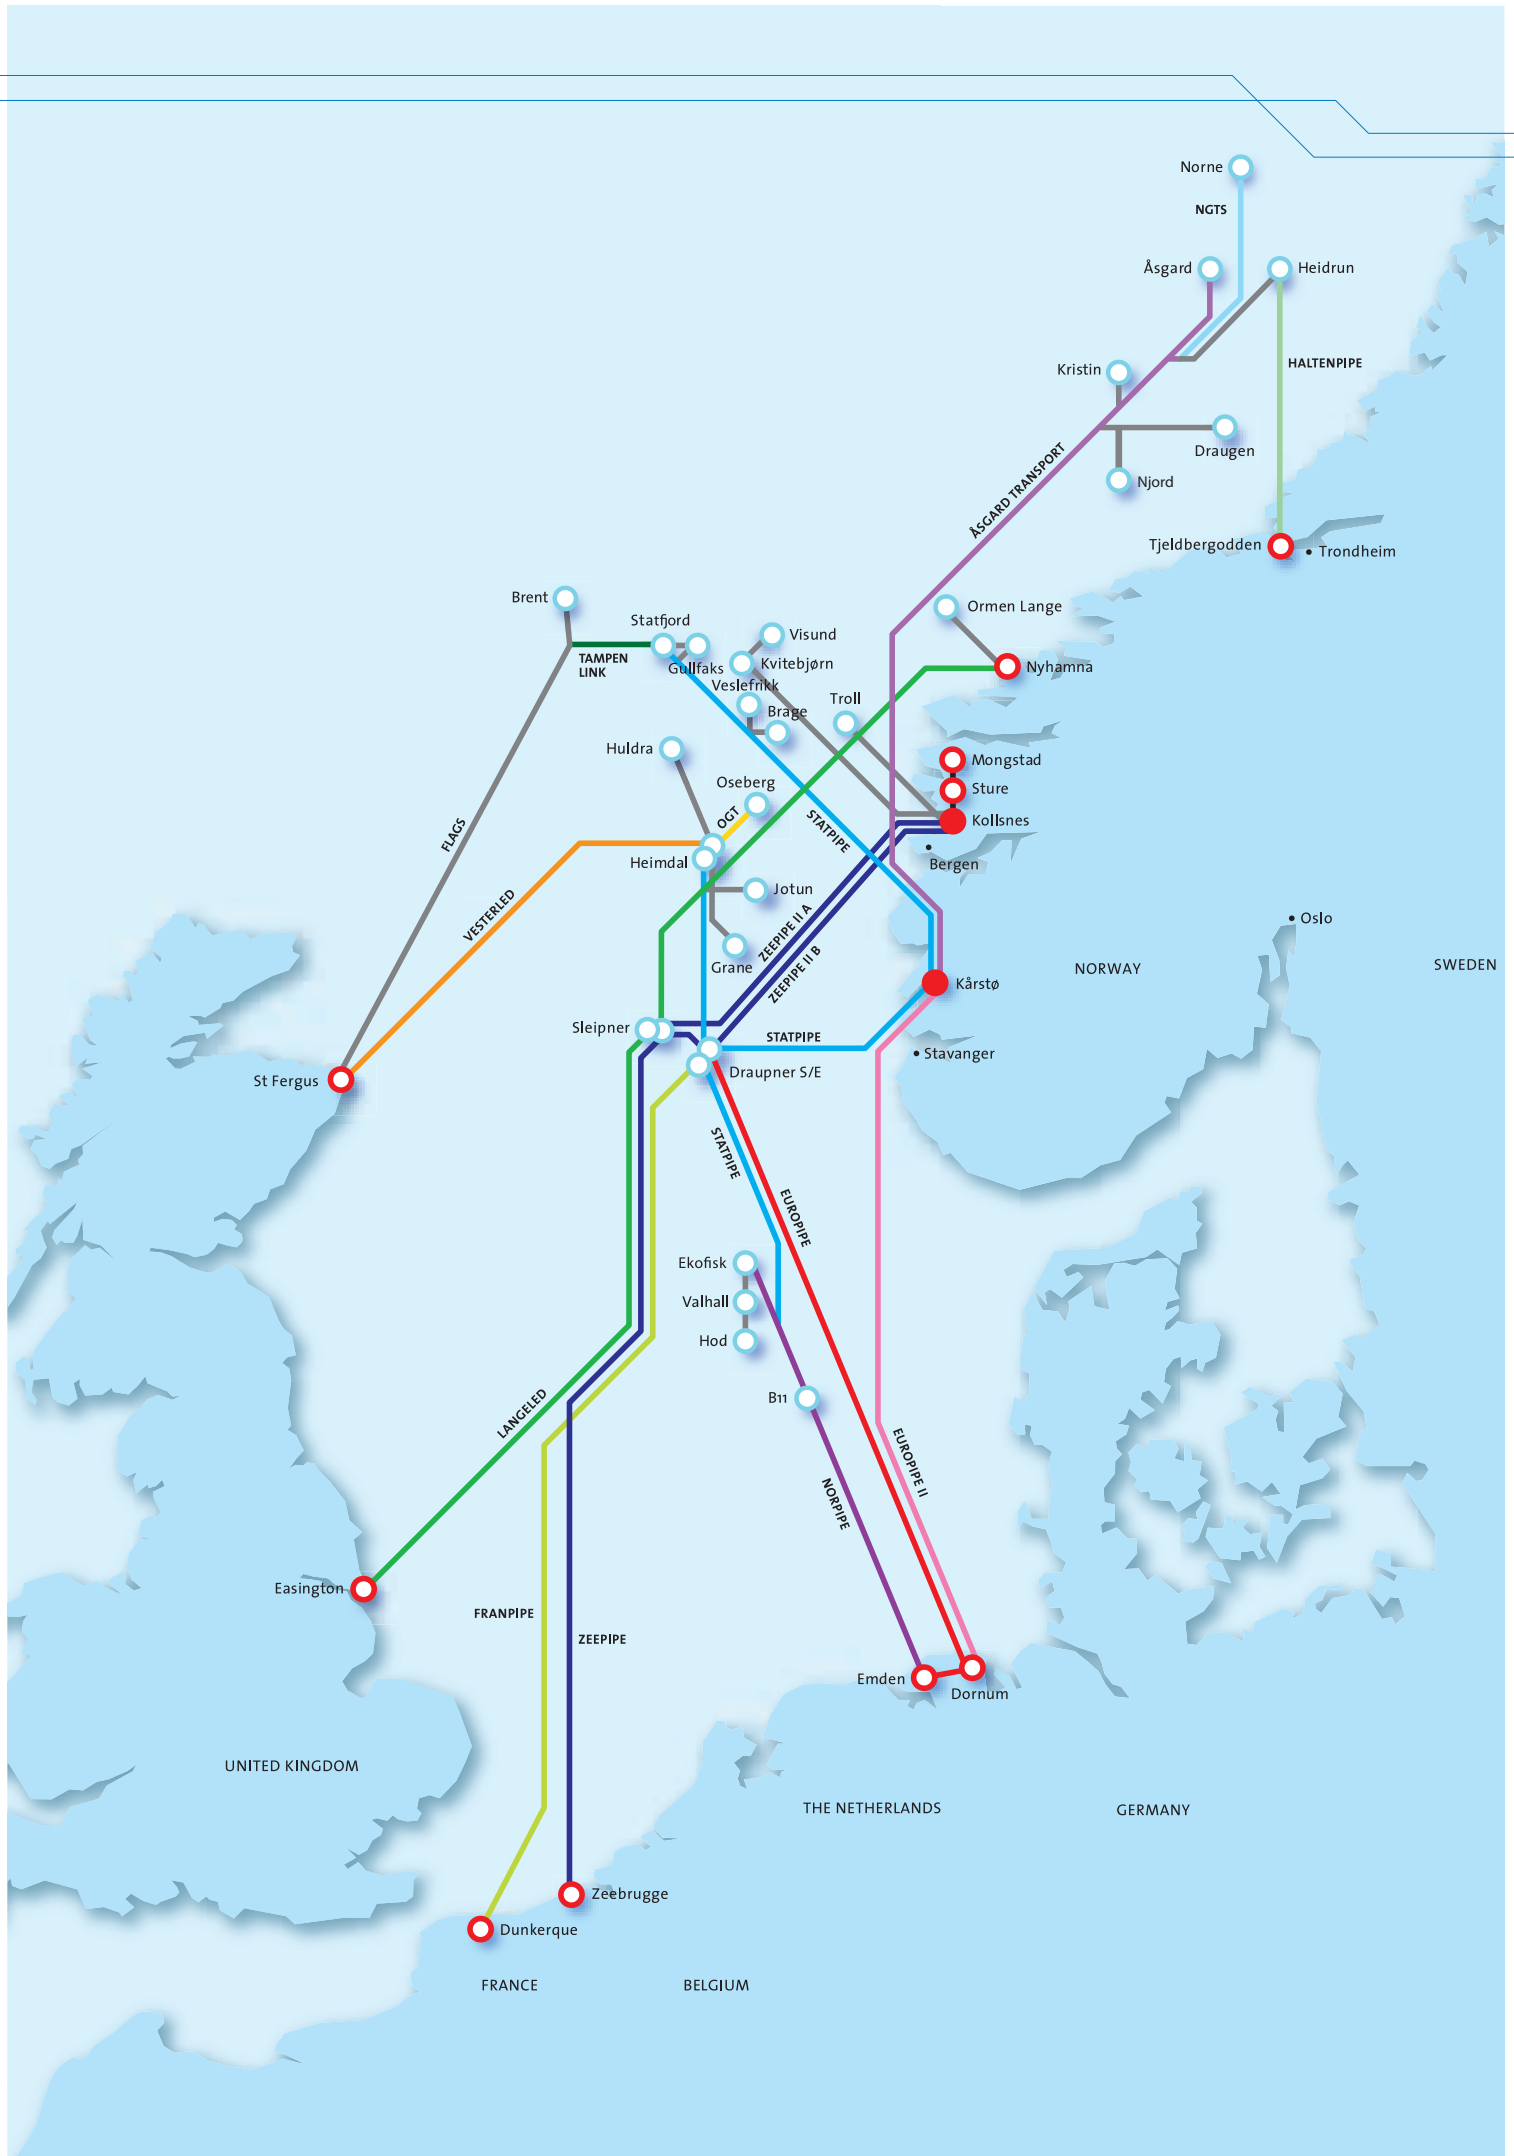 Norne
NGTS
Åsgard
Heidrun
Kristin
HALTENPIPE
Draugen
Njord
ÅSGARD TRANSPORT
Tjeldbergodden
Trondheim
Brent
Ormen Lange
Statfjord
Visund
TAMPEN
LINK
Gullfaks
Kvitebjørn
Nyhamna
Veslefrikk
Troll
Brage
Huldra
Mongstad
Oseberg
Sture
OGT
STATPIPE
Kollsnes
FLAGS
Heimdal
Bergen
Jotun
VESTERLED
ZEEPIPE II A
Oslo
Grane
ZEEPIPE II B
NORWAY
SWEDEN
Kårstø
Sleipner
STATPIPE
Stavanger
St Fergus
Draupner S/E
STATPIPE
EUROPIPE
Ekofisk
Valhall
Hod
B11
LANGELED
EUROPIPE II
NORPIPE
Easington
FRANPIPE
ZEEPIPE
Emden
Dornum
UNITED KINGDOM
THE NETHERLANDS
GERMANY
Zeebrugge
Dunkerque
FRANCE
BELGIUM